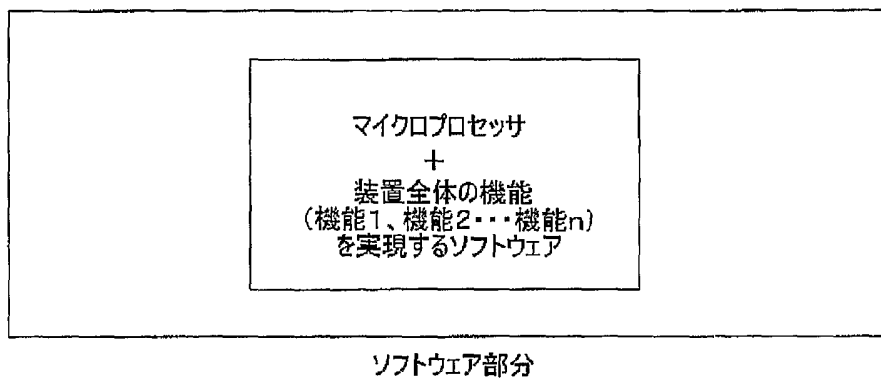 マイクロプロセッサ
+
装置全体の機能
(機能1、機能2・・・機能n)
を実現するソフトウェア
ソフトウェア部分